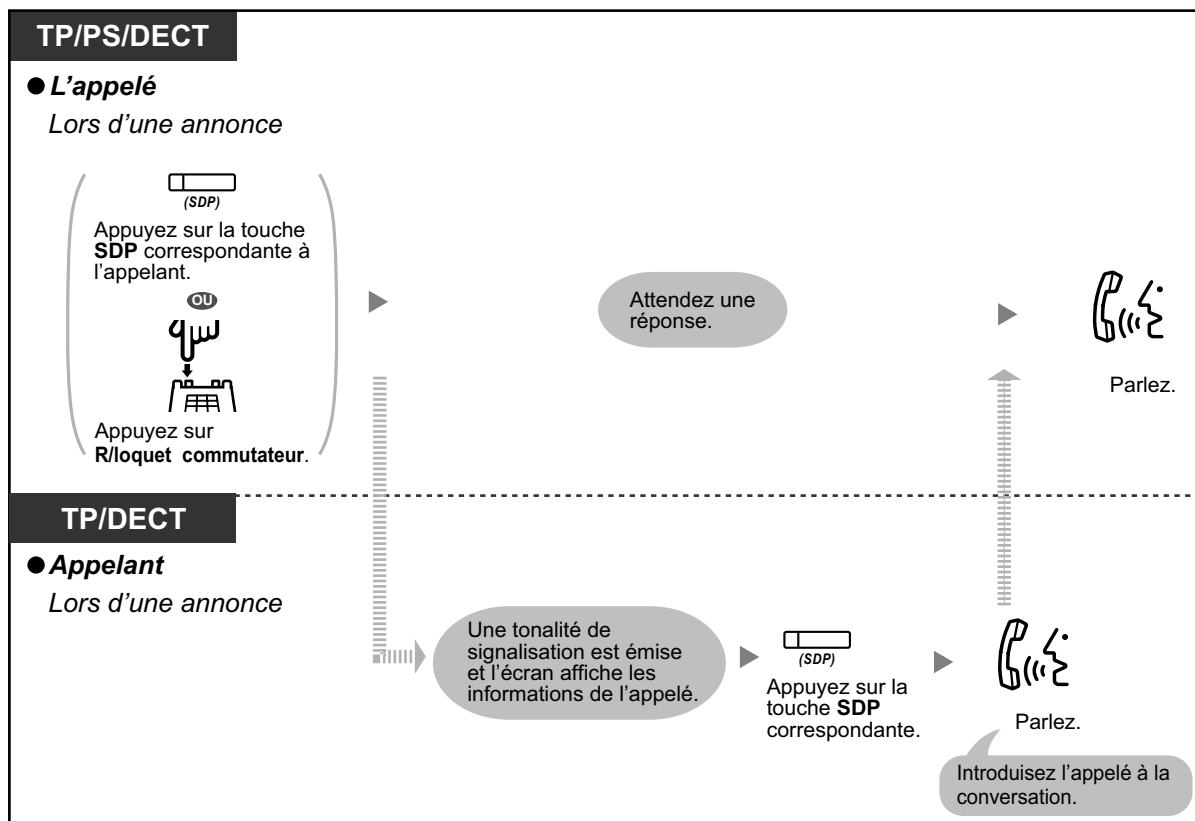 TP/PS/DECT
● L’appelé
Lors d’une annonce
(SDP)
Appuyez sur la touche
SDP correspondante à
l’appelant.
OU
Appuyez sur
R/loquet commutateur.
Attendez une
réponse.
Parlez.
TP/DECT
● Appelant
Lors d’une annonce
Une tonalité de
signalisation est émise
et l’écran affiche les
informations de l’appelé.
(SDP)
Appuyez sur la
touche SDP
correspondante.
Parlez.
Introduisez l’appelé à la
conversation.